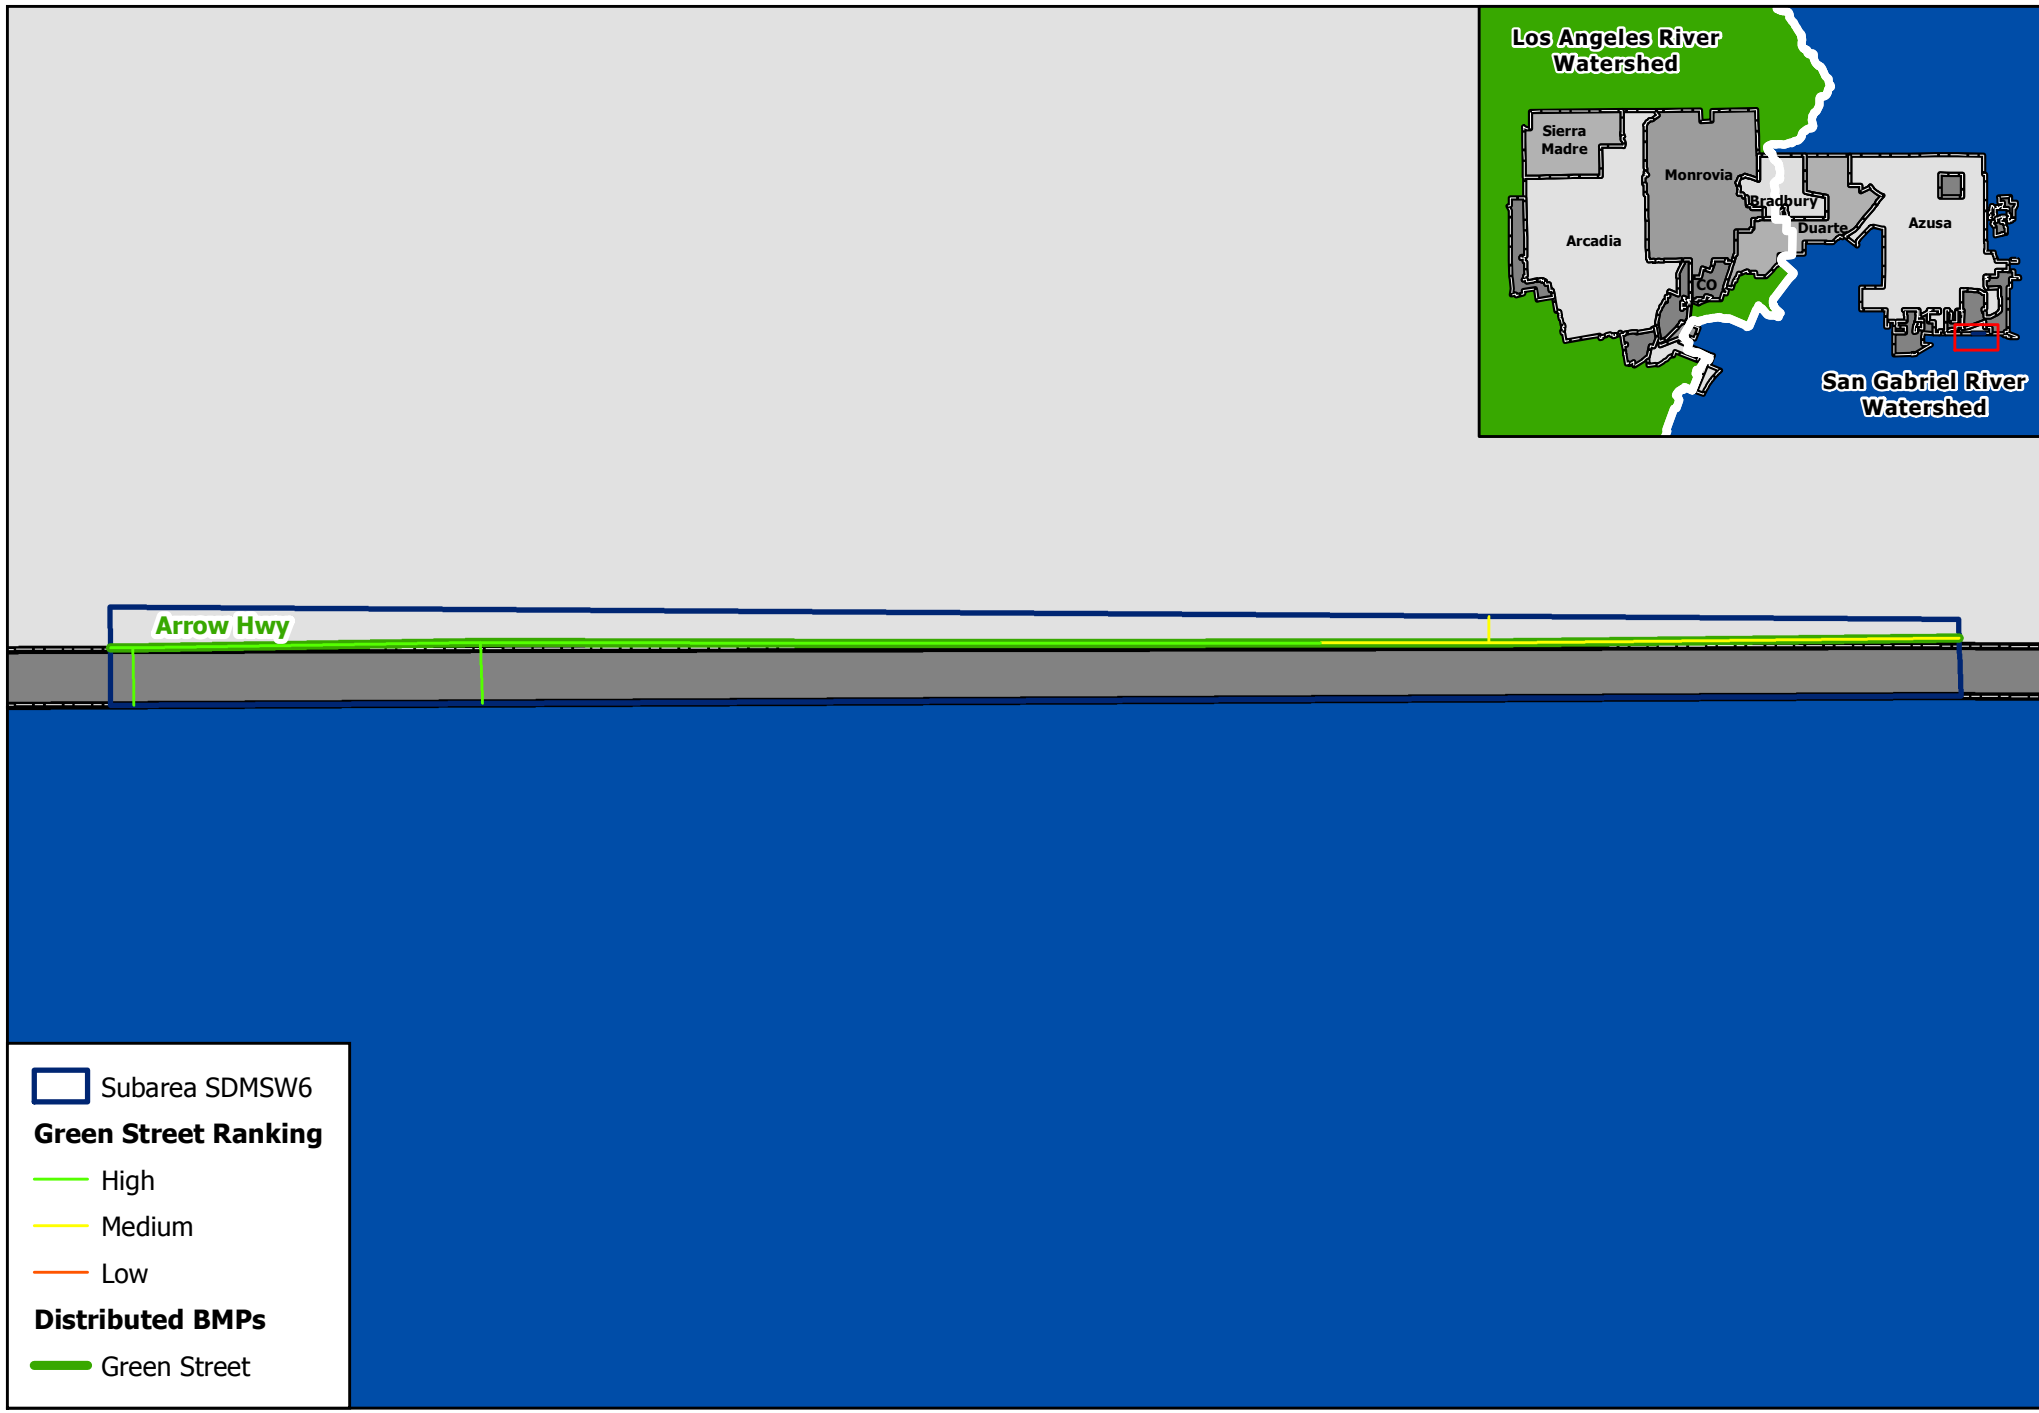 Los Angeles River
Watershed
Sierra
Madre
Monrovia
Bradbury
Duarte
Azusa
Arcadia
CO
San Gabriel River
Watershed
Arrow Hwy
Subarea SDMSW6
Green Street Ranking
High
Medium
Low
Distributed BMPs
Green Street